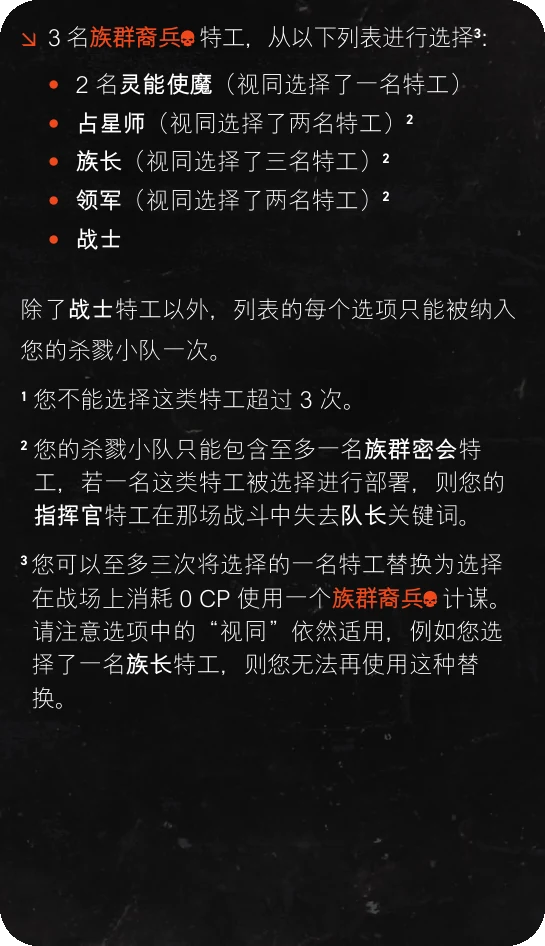 ↘ 3 名族群裔兵💀特工，从以下列表进行选择³:
• 2 名灵能使魔（视同选择了一名特工）
• 占星师（视同选择了两名特工）²
• 族长（视同选择了三名特工）²
• 领军（视同选择了两名特工）²
• 战士
除了战士特工以外，列表的每个选项只能被纳入
您的杀戮小队一次。
¹ 您不能选择这类特工超过 3 次。
² 您的杀戮小队只能包含至多一名族群密会特
工，若一名这类特工被选择进行部署，则您的
指挥官特工在那场战斗中失去队长关键词。
³ 您可以至多三次将选择的一名特工替换为选择
在战场上消耗 0 CP 使用一个族群裔兵💀计谋。
请注意选项中的“视同”依然适用，例如您选
择了一名族长特工，则您无法再使用这种替
换。